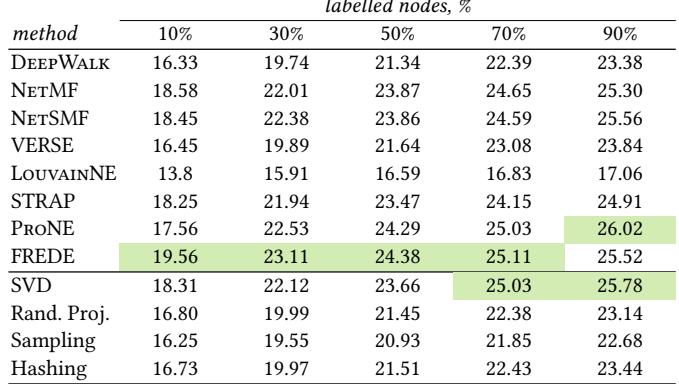 labelled nodes, %
method 10% 30% 50% 70% 90%
DeepWalk 16.33 19.74 21.34 22.39 23.38
NetMF 18.58 22.01 23.87 24.65 25.30
NetSMF 18.45 22.38 23.86 24.59 25.56
VERSE 16.45 19.89 21.64 23.08 23.84
LouvainNE 13.8 15.91 16.59 16.83 17.06
STRAP 18.25 21.94 23.47 24.15 24.91
ProNE 17.56 22.53 24.29 25.03 26.02
FREDE 19.56 23.11 24.38 25.11 25.52
SVD 18.31 22.12 23.66 25.03 25.78
Rand. Proj. 16.80 19.99 21.45 22.38 23.14
Sampling 16.25 19.55 20.93 21.85 22.68
Hashing 16.73 19.97 21.51 22.43 23.44